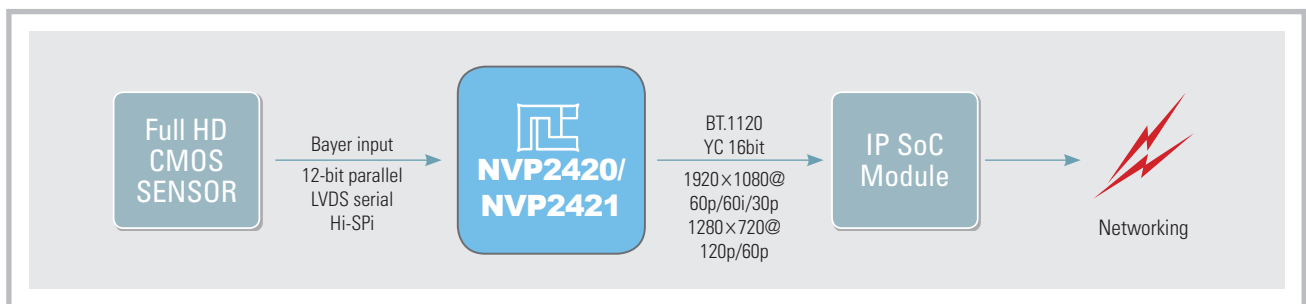 Full HD
CMOS
SENSOR
Bayer input
12-bit parallel
LVDS serial
Hi-SPi
NVP2420/
NVP2421
BT.1120
YC 16bit
1920×1080@
60p/60i/30p
1280×720@
120p/60p
IP SoC
Module
Networking